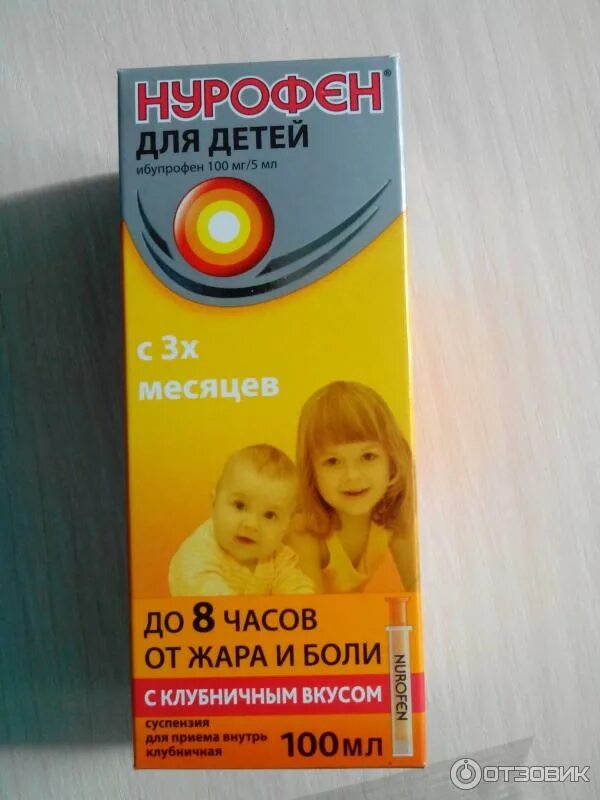 НУРОФЕН®
ДЛЯ ДЕТЕЙ
ибупрофен 100 мг/5 мл
с 3х
месяцев
ДО 8 ЧАСОВ
ОТ ЖАРА И БОЛИ
NUROFEN
С КЛУБНИЧНЫМ ВКУСОМ
суспензия
для приема внутрь
клубничная
100мл
ОТЗОВИК